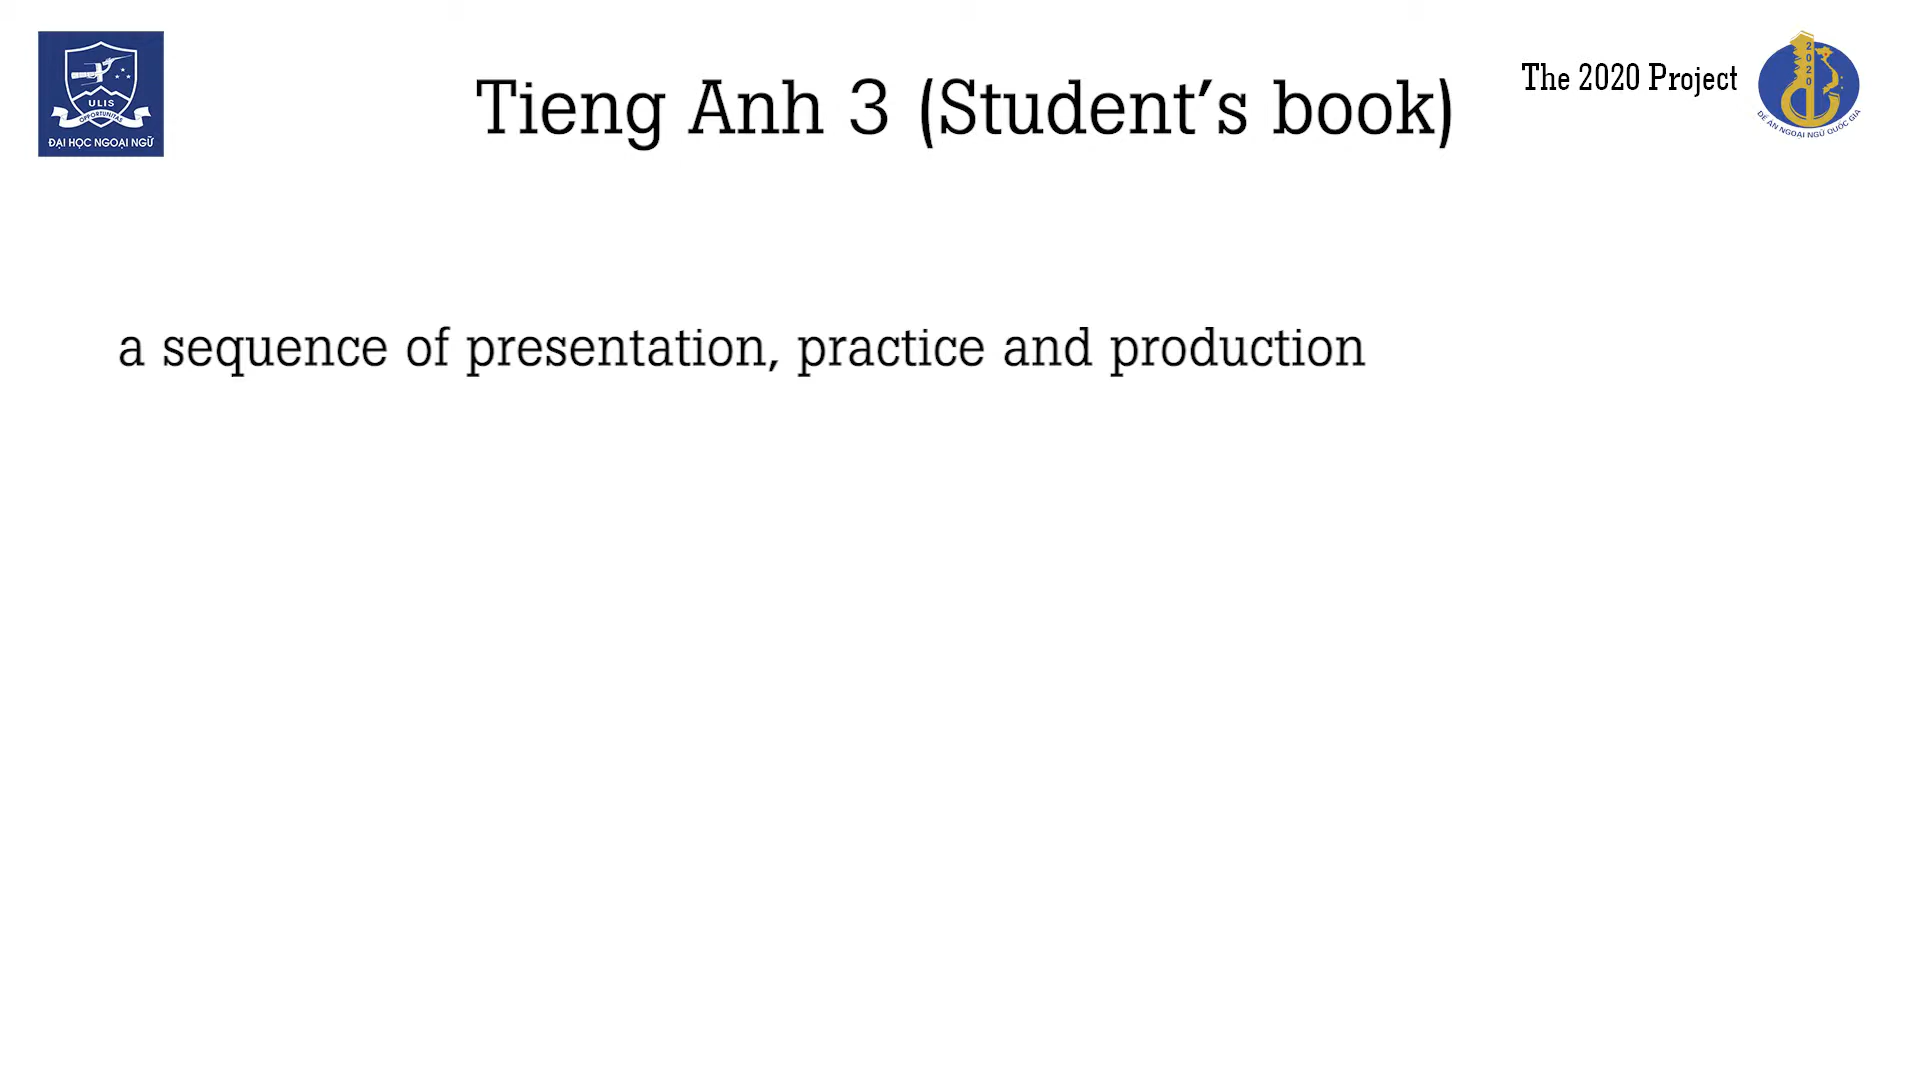 ULIS
OPPORTUNITAS
ĐẠI HỌC NGOẠI NGỮ
Tieng Anh 3 (Student’s book)
The 2020 Project
2020
ĐỀ ÁN NGOẠI NGỮ QUỐC GIA
a sequence of presentation, practice and production